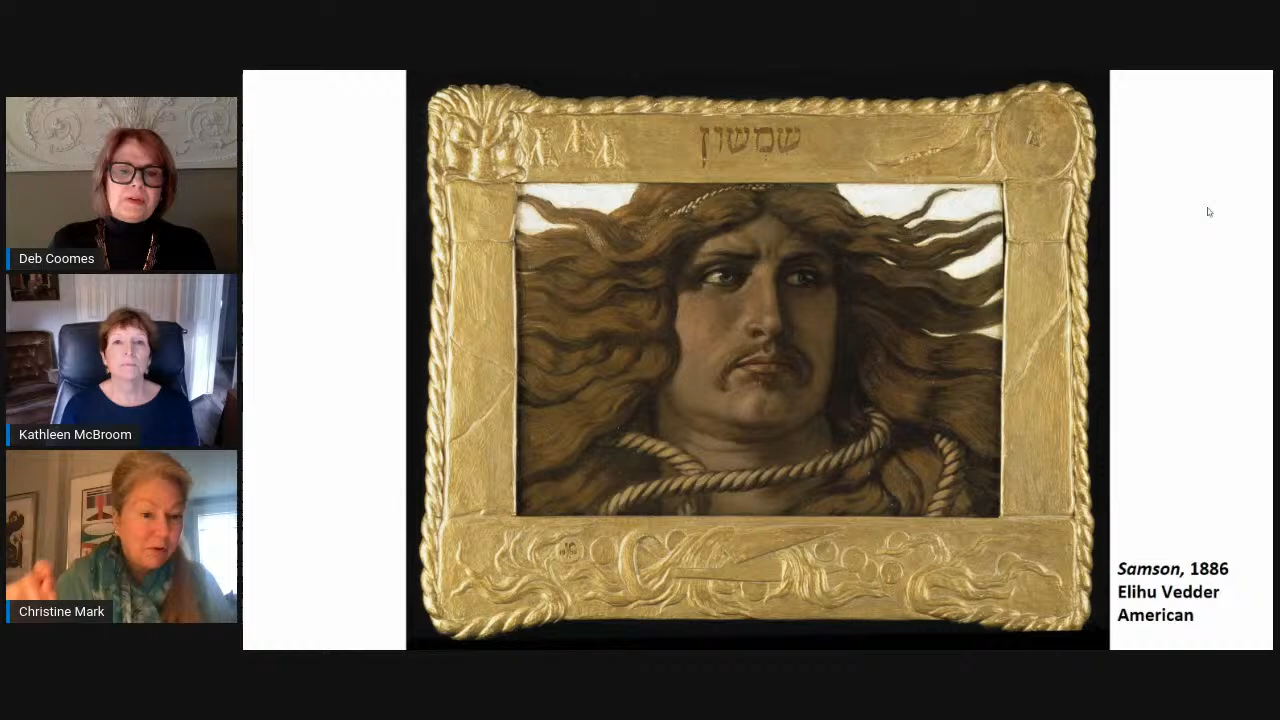 Deb Coomes
Kathleen McBroom
Christine Mark
שמשון
Samson, 1886
Elihu Vedder
American